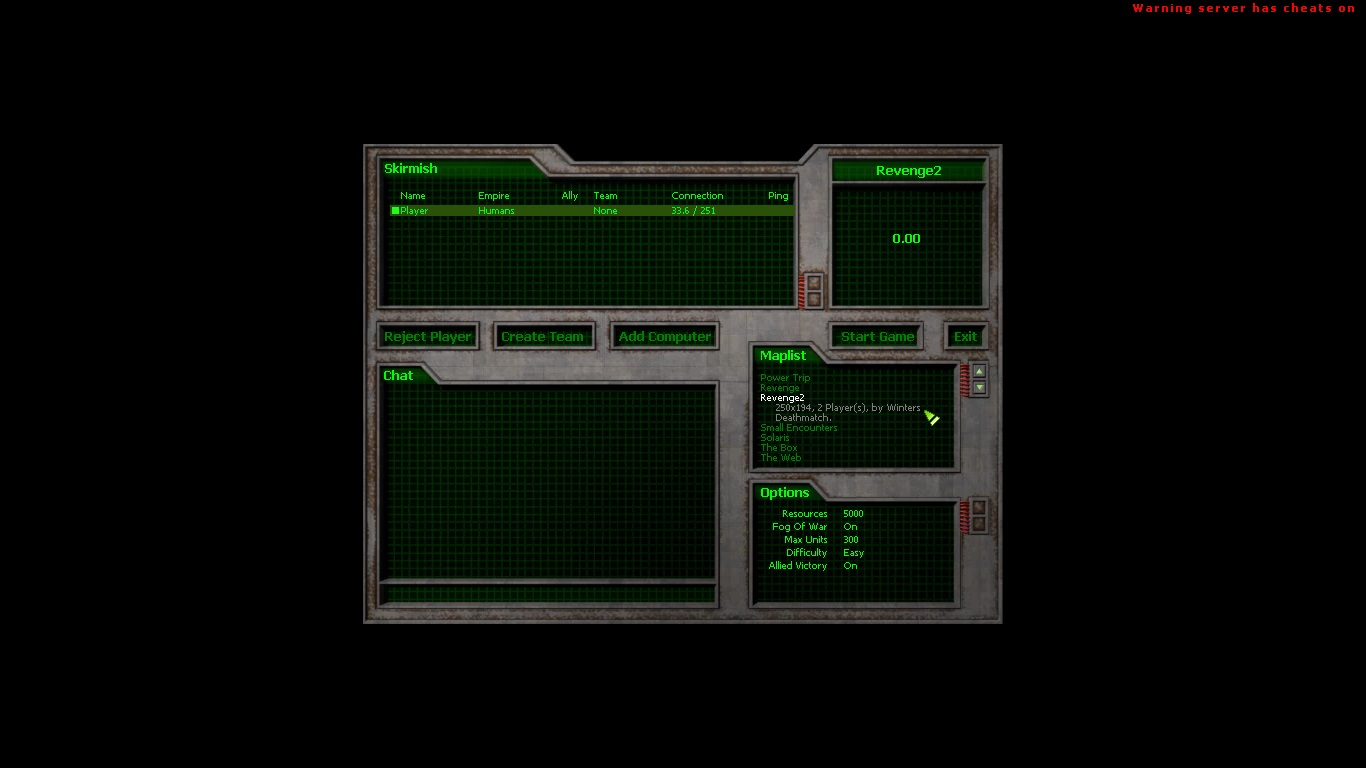 Warning server has cheats on
Skirmish
Revenge2
Name Empire Ally Team Connection Ping
Player Humans None 33.6 / 251
0.00
Reject Player Create Team Add Computer Start Game Exit
Maplist
Power Trip
Revenge
Revenge2
250x194, 2 Player(s), by Winters
Deathmatch.
Small Encounters
Solaris
The Box
The Web
Chat
Options
Resources 5000
Fog Of War On
Max Units 300
Difficulty Easy
Allied Victory On